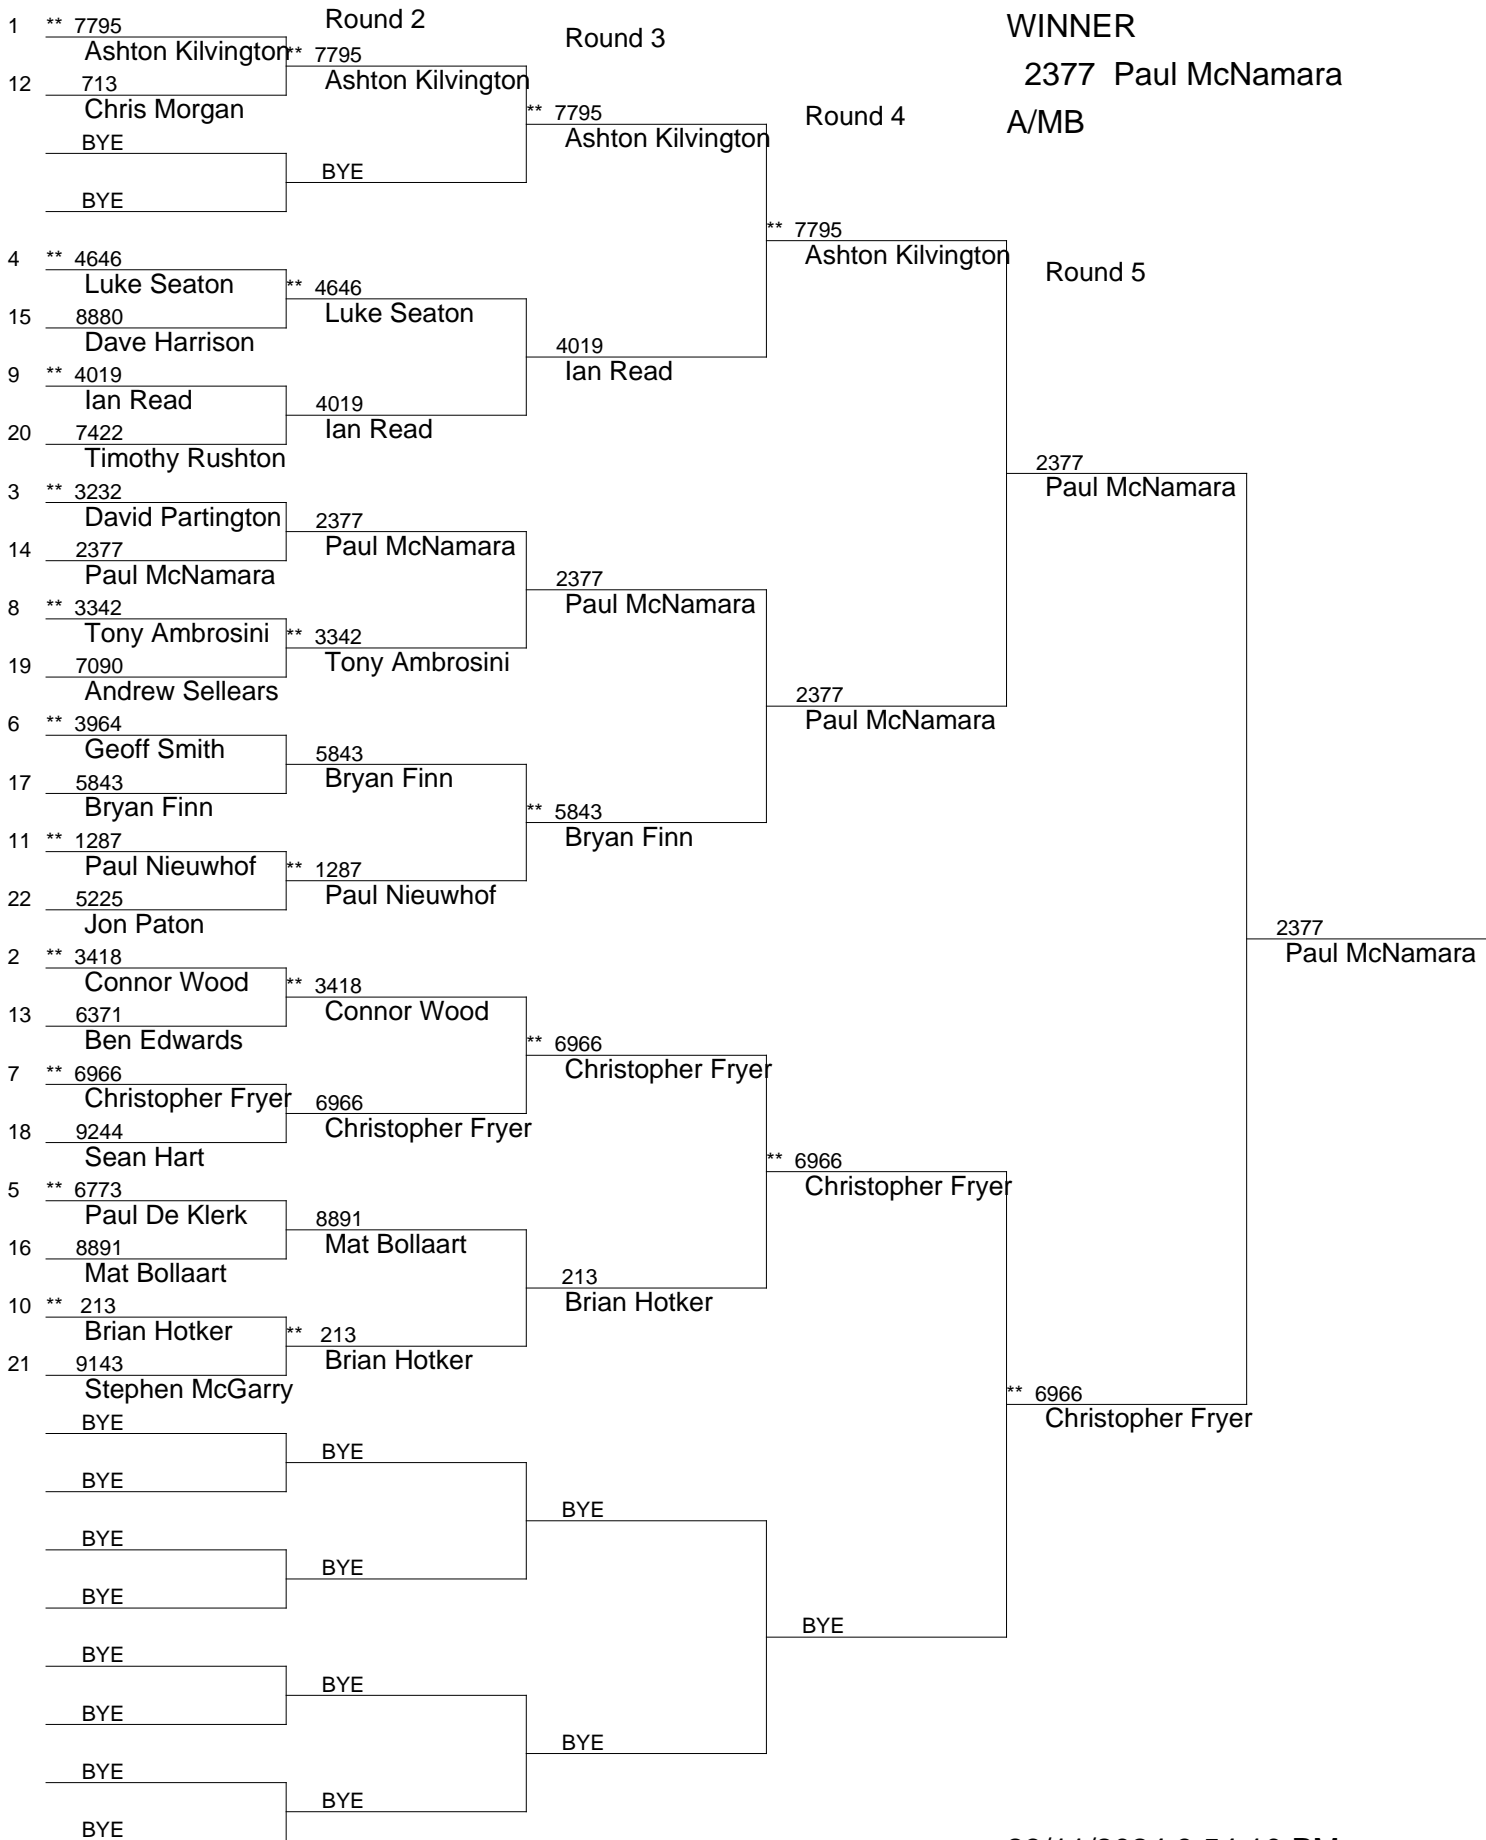 Round 2
Round 3
Round 4
Round 5
WINNER
2377 Paul McNamara
A/MB
1 ** 7795
Ashton Kilvington
12 713
Chris Morgan
BYE
BYE
4 ** 4646
Luke Seaton
15 8880
Dave Harrison
9 ** 4019
Ian Read
20 7422
Timothy Rushton
3 ** 3232
David Partington
14 2377
Paul McNamara
8 ** 3342
Tony Ambrosini
19 7090
Andrew Sellears
6 ** 3964
Geoff Smith
17 5843
Bryan Finn
11 ** 1287
Paul Nieuwhof
22 5225
Jon Paton
2 ** 3418
Connor Wood
13 6371
Ben Edwards
7 ** 6966
Christopher Fryer
18 9244
Sean Hart
5 ** 6773
Paul De Klerk
16 8891
Mat Bollaart
10 ** 213
Brian Hotker
21 9143
Stephen McGarry
BYE
BYE
BYE
BYE
BYE
BYE
BYE
BYE
** 7795
Ashton Kilvington
BYE
** 4646
Luke Seaton
4019
Ian Read
2377
Paul McNamara
** 3342
Tony Ambrosini
5843
Bryan Finn
** 1287
Paul Nieuwhof
** 3418
Connor Wood
6966
Christopher Fryer
8891
Mat Bollaart
** 213
Brian Hotker
BYE
BYE
BYE
BYE
** 7795
Ashton Kilvington
4019
Ian Read
2377
Paul McNamara
** 5843
Bryan Finn
** 6966
Christopher Fryer
213
Brian Hotker
BYE
BYE
** 7795
Ashton Kilvington
2377
Paul McNamara
** 6966
Christopher Fryer
BYE
2377
Paul McNamara
** 6966
Christopher Fryer
2377
Paul McNamara